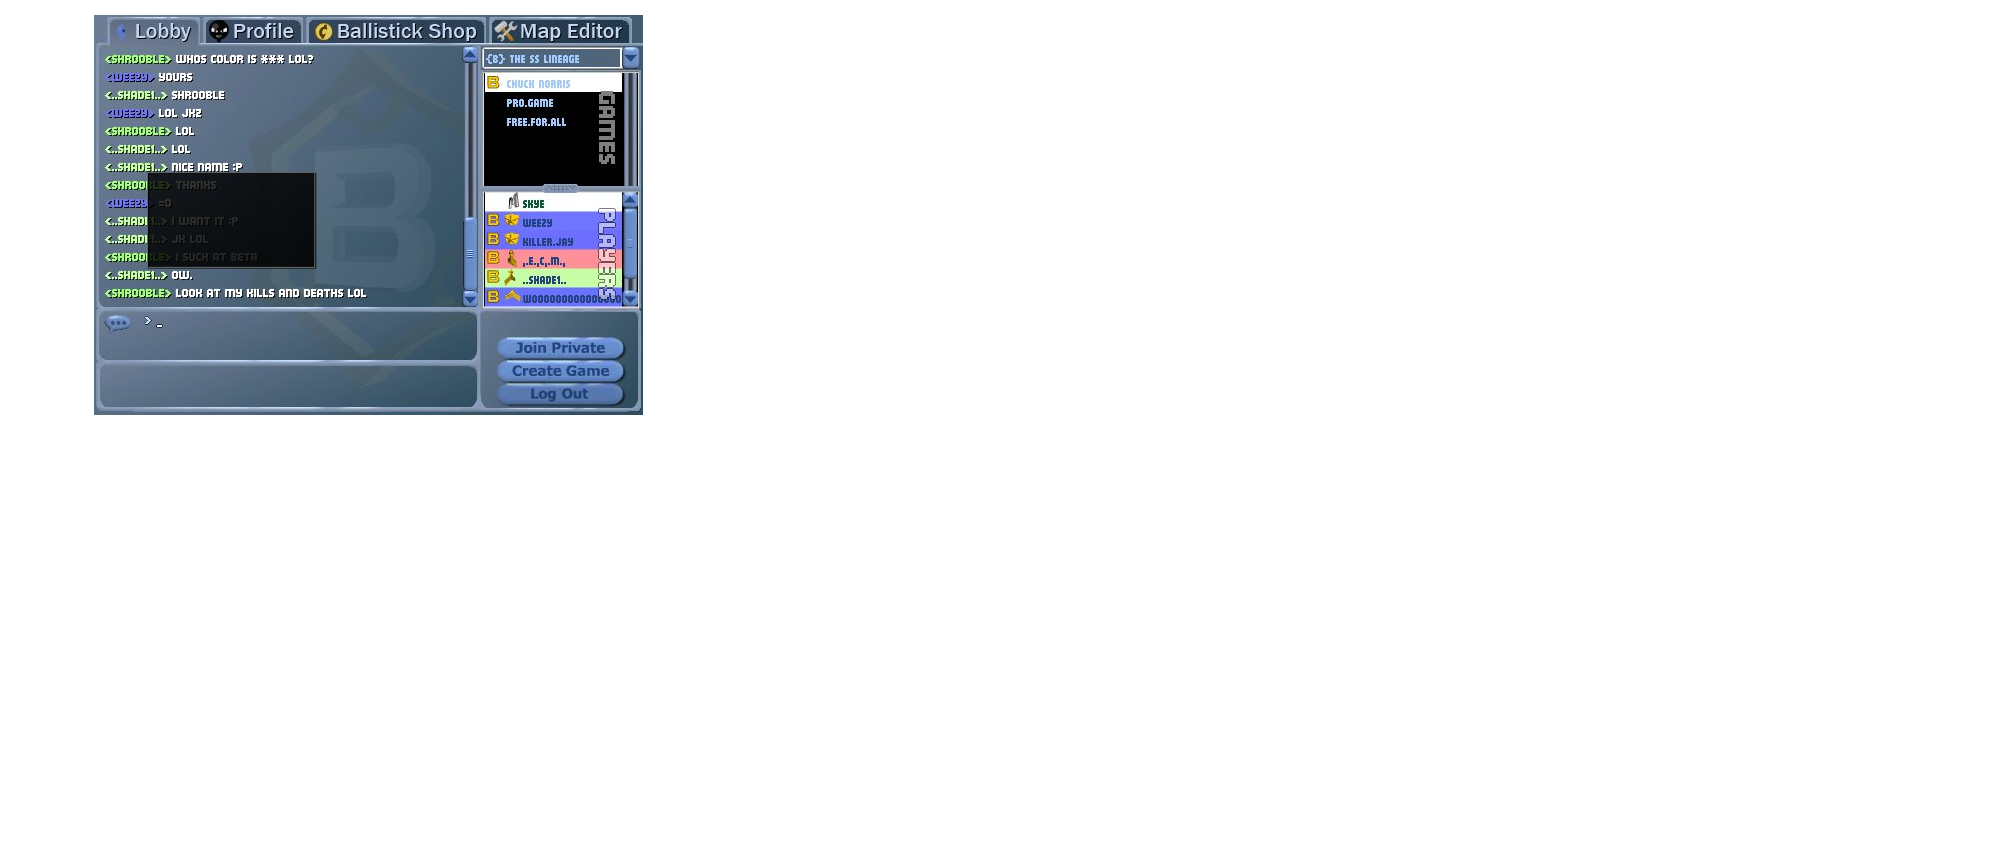 Lobby
Profile
Ballistick Shop
Map Editor
<SHROOBLE> WHOS COLOR IS *** LOL?
<WEEZY> YOURS
<..SHADE1..> SHROOBLE
<WEEZY> LOL JKZ
<SHROOBLE> LOL
<..SHADE1..> LOL
<..SHADE1..> NICE NAME :P
<SHROOBLE> THANKS
<WEEZY> =O
<..SHADE1..> I WANT IT :P
<..SHADE1..> JK LOL
<SHROOBLE> I SUCK AT BETA
<..SHADE1..> OW.
<SHROOBLE> LOOK AT MY KILLS AND DEATHS LOL
> _
{B} THE SS LINEAGE
B CHUCK NORRIS
PRO.GAME
FREE.FOR.ALL
GAMES
SKYE
B WEEZY
B KILLER.JAY
B ,.E.,C,.M.,
B ..SHADE1..
B
PLAYERS
Join Private
Create Game
Log Out
B